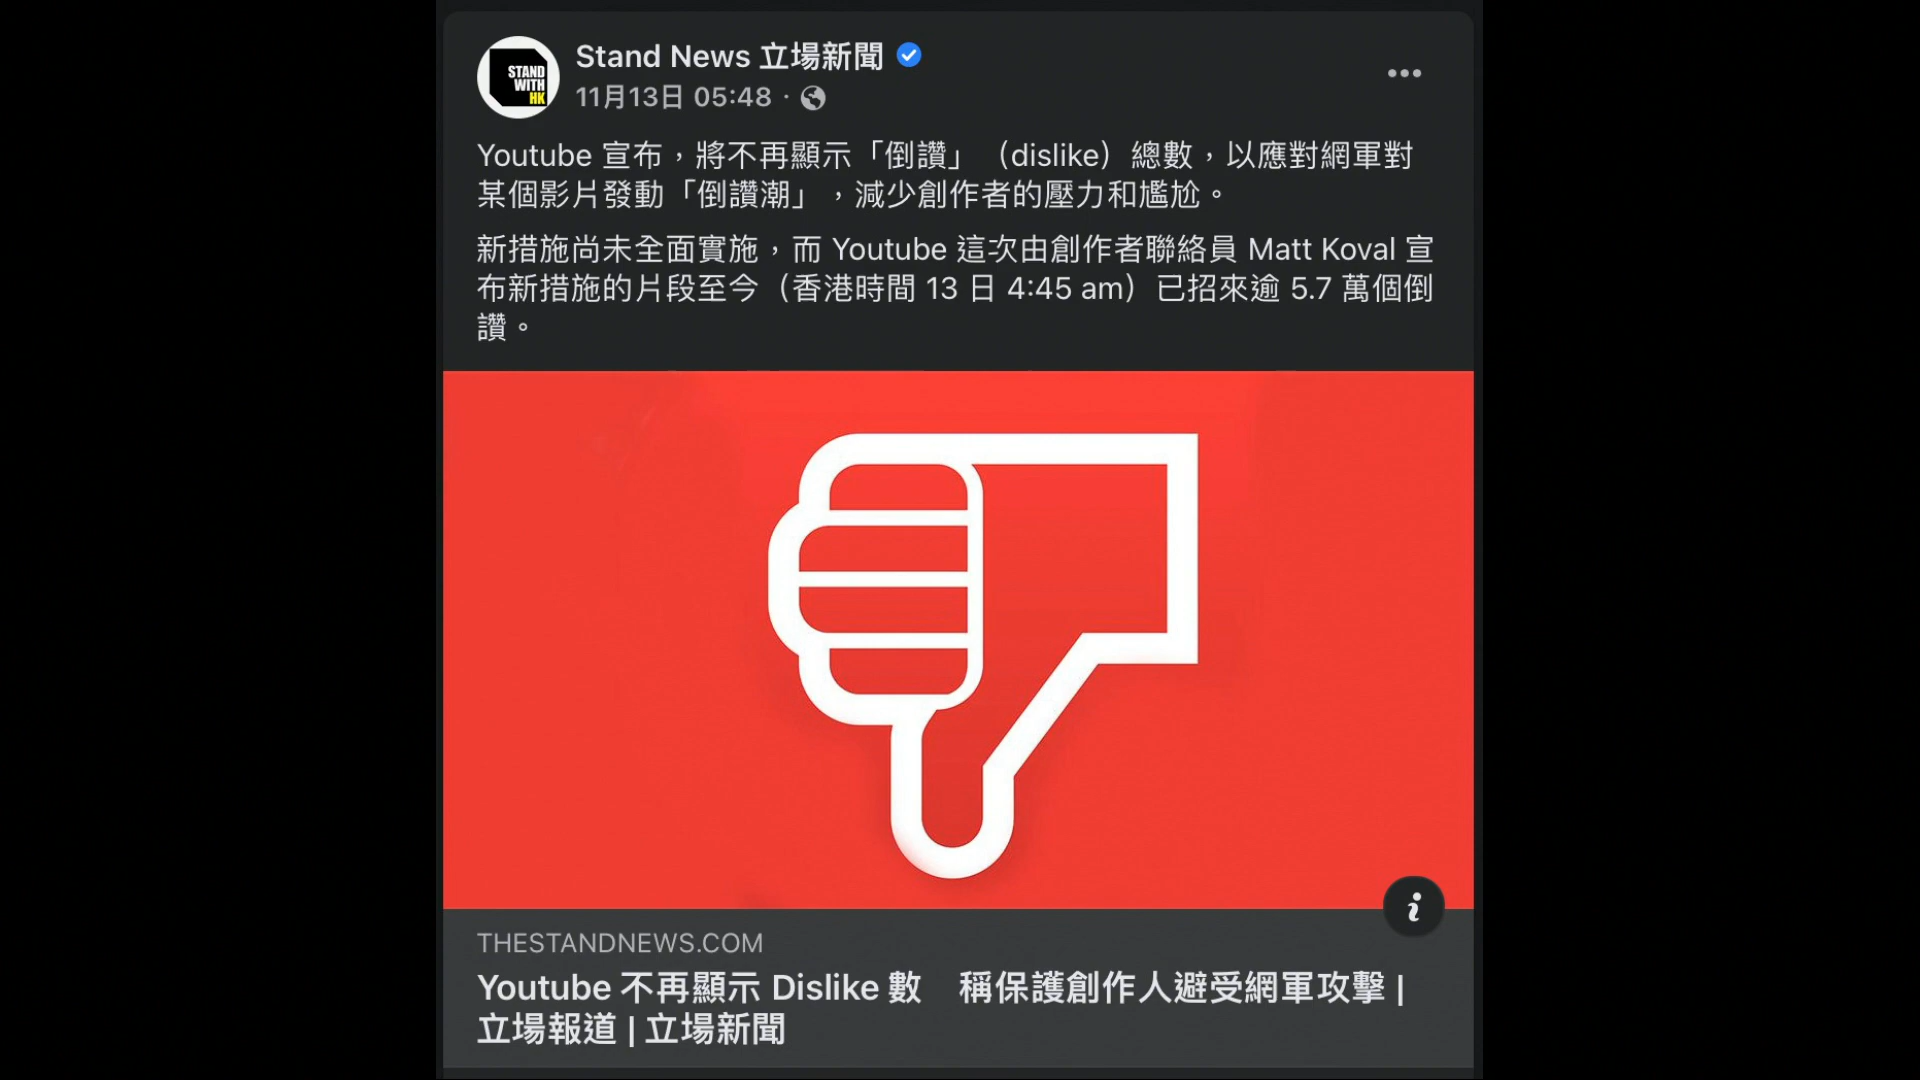 STAND
WITH
HK
Stand News 立場新聞
11月13日 05:48 ·
Youtube 宣布，將不再顯示「倒讚」（dislike）總數，以應對網軍對
某個影片發動「倒讚潮」，減少創作者的壓力和尷尬。
新措施尚未全面實施，而 Youtube 這次由創作者聯絡員 Matt Koval 宣
布新措施的片段至今（香港時間 13 日 4:45 am）已招來逾 5.7 萬個倒
讚。
THESTANDNEWS.COM
Youtube 不再顯示 Dislike 數　稱保護創作人避受網軍攻擊 |
立場報道 | 立場新聞